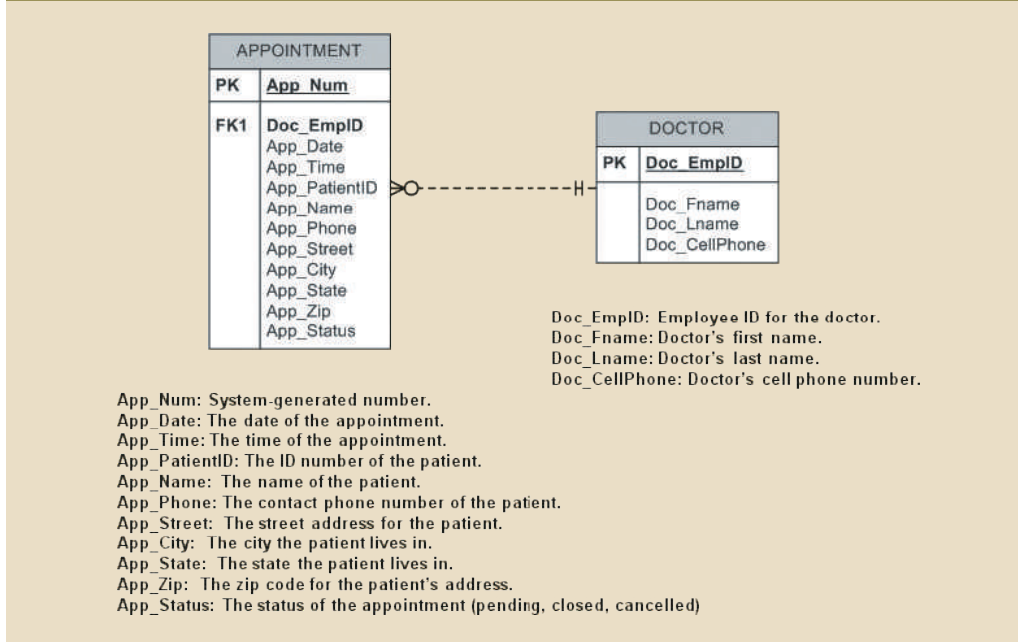 APPOINTMENT
PK App_Num
FK1 Doc_EmpID
App_Date
App_Time
App_PatientID
App_Name
App_Phone
App_Street
App_City
App_State
App_Zip
App_Status
DOCTOR
PK Doc_EmpID
Doc_Fname
Doc_Lname
Doc_CellPhone
Doc_EmpID: Employee ID for the doctor.
Doc_Fname: Doctor's first name.
Doc_Lname: Doctor's last name.
Doc_CellPhone: Doctor's cell phone number.
App_Num: System-generated number.
App_Date: The date of the appointment.
App_Time: The time of the appointment.
App_PatientID: The ID number of the patient.
App_Name: The name of the patient.
App_Phone: The contact phone number of the patient.
App_Street: The street address for the patient.
App_City: The city the patient lives in.
App_State: The state the patient lives in.
App_Zip: The zip code for the patient's address.
App_Status: The status of the appointment (pending, closed, cancelled)